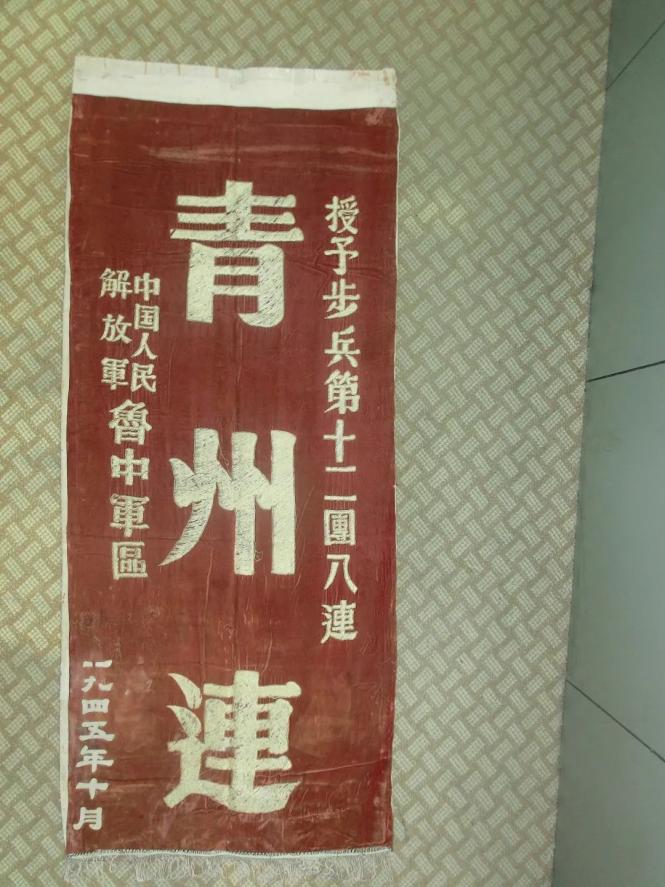 授予步兵第十二團八連
青州連
中国人民
解放軍
魯中軍區
一九四五年十月